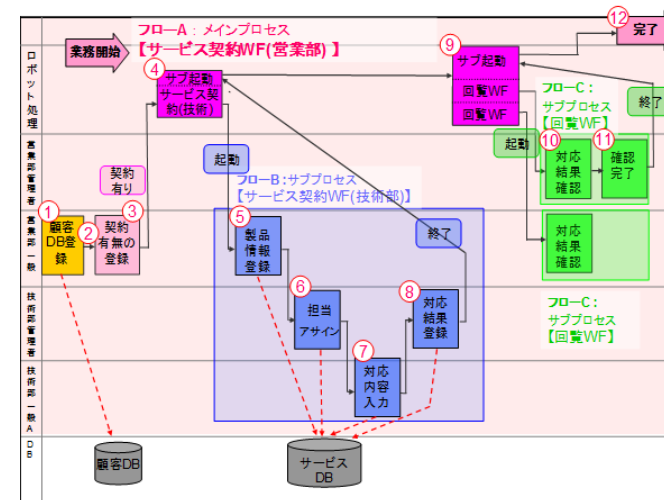 フローA：メインプロセス
【サービス契約WF(営業部) 】
業務開始
⑫
完了
ロボット処理
④
サブ起動
サービス契
約(技術)
⑨
サブ起動
回覧WF
回覧WF
フローC：
サブプロセス
【回覧WF】
終了
営業部管理者
契約
有り
起動
フローB：サブプロセス
【サービス契約WF(技術部)】
起動
⑩
対応
結果
確認
⑪
確認
完了
営業部一般
①
顧客
DB登
録
②
③
契約
有無の
登録
⑤
製品
情報
登録
終了
対応
結果
確認
技術部管理者
⑥
担当
アサイン
⑧
対応
結果
登録
フローC：
サブプロセス
【回覧WF】
技術部一般A
⑦
対応
内容
入力
DB
顧客DB
サービス
DB